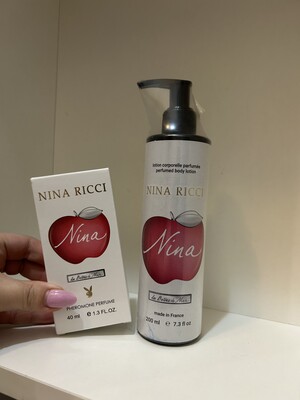 NINA RICCI
Nina
PHEROMONE PERFUME
40 ml e 1.3 FL.OZ.
lotion corporelle parfumée
perfumed body lotion
NINA RICCI
Nina
made in France
200 ml e 7.3 fl oz